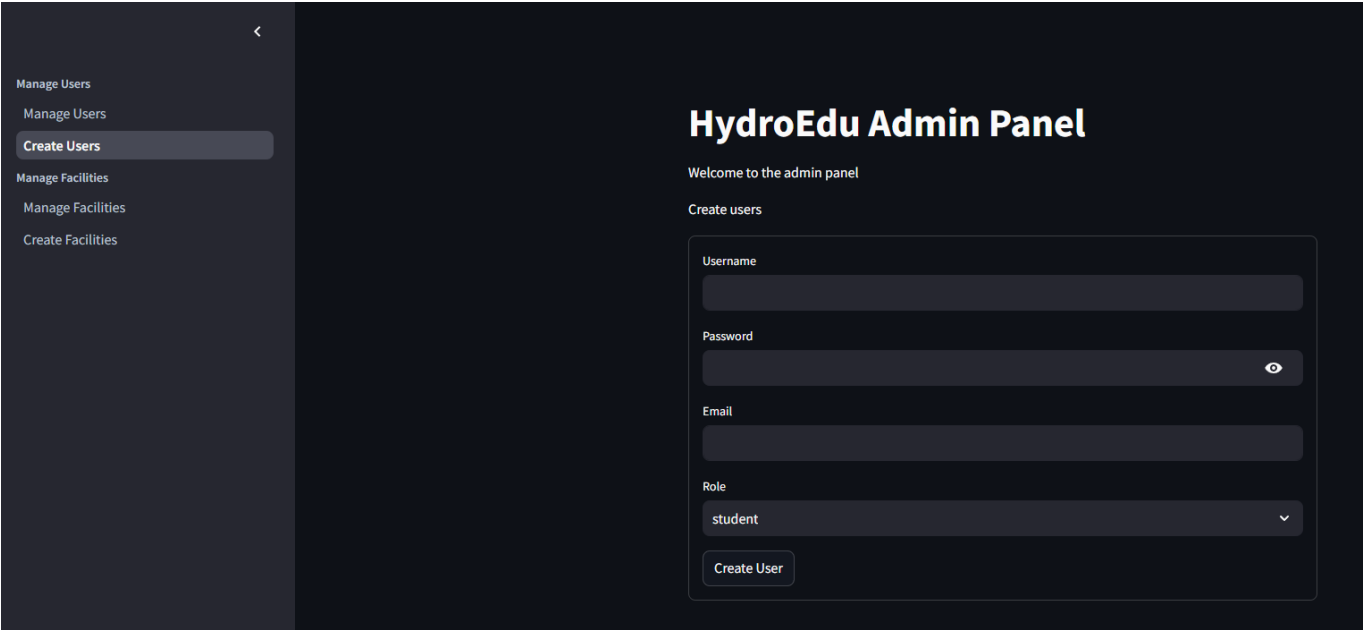 Manage Users
Manage Users
Create Users
Manage Facilities
Manage Facilities
Create Facilities
HydroEdu Admin Panel
Welcome to the admin panel
Create users
Username
Password
Email
Role
student
Create User